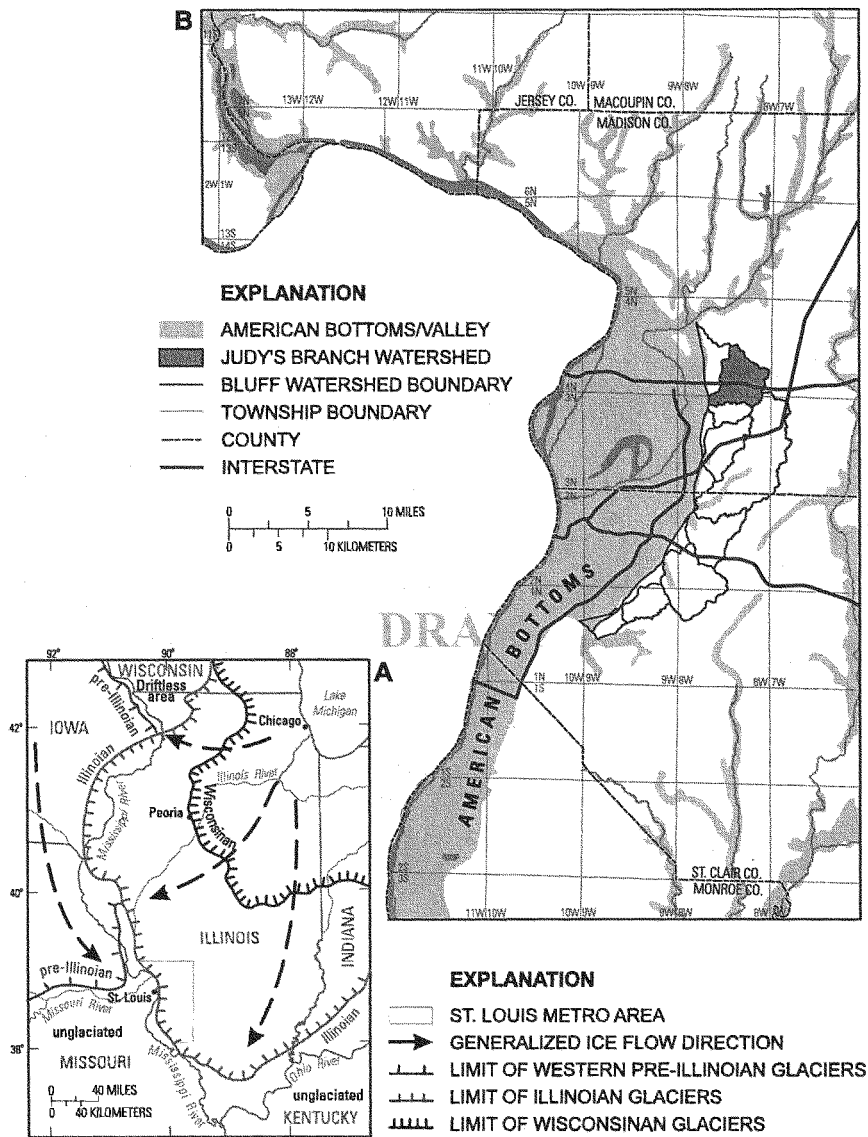 B
11W 10W
10W 9W
9W 8W
13W 12W
12W 11W
JERSEY CO.
MACOUPIN CO.
8W 7W
MADISON CO.
2W 1W
6N
5N
13S
14S
5N
4N
EXPLANATION
AMERICAN BOTTOMS/VALLEY
JUDY'S BRANCH WATERSHED
BLUFF WATERSHED BOUNDARY
TOWNSHIP BOUNDARY
COUNTY
INTERSTATE
4N
3N
3N
2N
0 5 10 MILES
0 5 10 KILOMETERS
2N
1N
DRA
AMERICAN BOTTOMS
1N
1S
10W 9W
9W 8W
8W 7W
ST. CLAIR CO.
MONROE CO.
11W 10W
10W 9W
9W 8W
A
92°
90°
88°
WISCONSIN
Driftless
area
pre-Illinoian
Lake
Michigan
42°
IOWA
Chicago
Illinoian
Illinois River
Mississippi River
Peoria
Wisconsinan
40°
ILLINOIS
INDIANA
pre-Illinoian
St. Louis
Missouri River
Illinoian
unglaciated
38°
MISSOURI
Mississippi River
Ohio River
unglaciated
0 40 MILES
0 40 KILOMETERS
KENTUCKY
EXPLANATION
ST. LOUIS METRO AREA
GENERALIZED ICE FLOW DIRECTION
LIMIT OF WESTERN PRE-ILLINOIAN GLACIERS
LIMIT OF ILLINOIAN GLACIERS
LIMIT OF WISCONSINAN GLACIERS